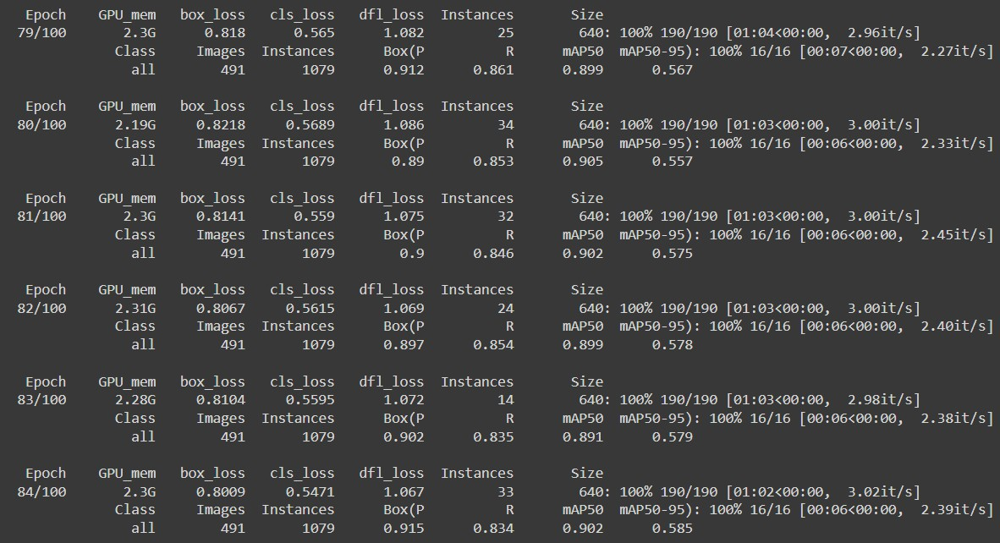 Epoch GPU_mem box_loss cls_loss dfl_loss Instances Size
79/100 2.3G 0.818 0.565 1.082 25 640: 100% 190/190 [01:04<00:00, 2.96it/s]
Class Images Instances Box(P R mAP50 mAP50-95): 100% 16/16 [00:07<00:00, 2.27it/s]
all 491 1079 0.912 0.861 0.899 0.567
Epoch GPU_mem box_loss cls_loss dfl_loss Instances Size
80/100 2.19G 0.8218 0.5689 1.086 34 640: 100% 190/190 [01:03<00:00, 3.00it/s]
Class Images Instances Box(P R mAP50 mAP50-95): 100% 16/16 [00:06<00:00, 2.33it/s]
all 491 1079 0.89 0.853 0.905 0.557
Epoch GPU_mem box_loss cls_loss dfl_loss Instances Size
81/100 2.3G 0.8141 0.559 1.075 32 640: 100% 190/190 [01:03<00:00, 3.00it/s]
Class Images Instances Box(P R mAP50 mAP50-95): 100% 16/16 [00:06<00:00, 2.45it/s]
all 491 1079 0.9 0.846 0.902 0.575
Epoch GPU_mem box_loss cls_loss dfl_loss Instances Size
82/100 2.31G 0.8067 0.5615 1.069 24 640: 100% 190/190 [01:03<00:00, 3.00it/s]
Class Images Instances Box(P R mAP50 mAP50-95): 100% 16/16 [00:06<00:00, 2.40it/s]
all 491 1079 0.897 0.854 0.899 0.578
Epoch GPU_mem box_loss cls_loss dfl_loss Instances Size
83/100 2.28G 0.8104 0.5595 1.072 14 640: 100% 190/190 [01:03<00:00, 2.98it/s]
Class Images Instances Box(P R mAP50 mAP50-95): 100% 16/16 [00:06<00:00, 2.38it/s]
all 491 1079 0.902 0.835 0.891 0.579
Epoch GPU_mem box_loss cls_loss dfl_loss Instances Size
84/100 2.3G 0.8009 0.5471 1.067 33 640: 100% 190/190 [01:02<00:00, 3.02it/s]
Class Images Instances Box(P R mAP50 mAP50-95): 100% 16/16 [00:06<00:00, 2.39it/s]
all 491 1079 0.915 0.834 0.902 0.585